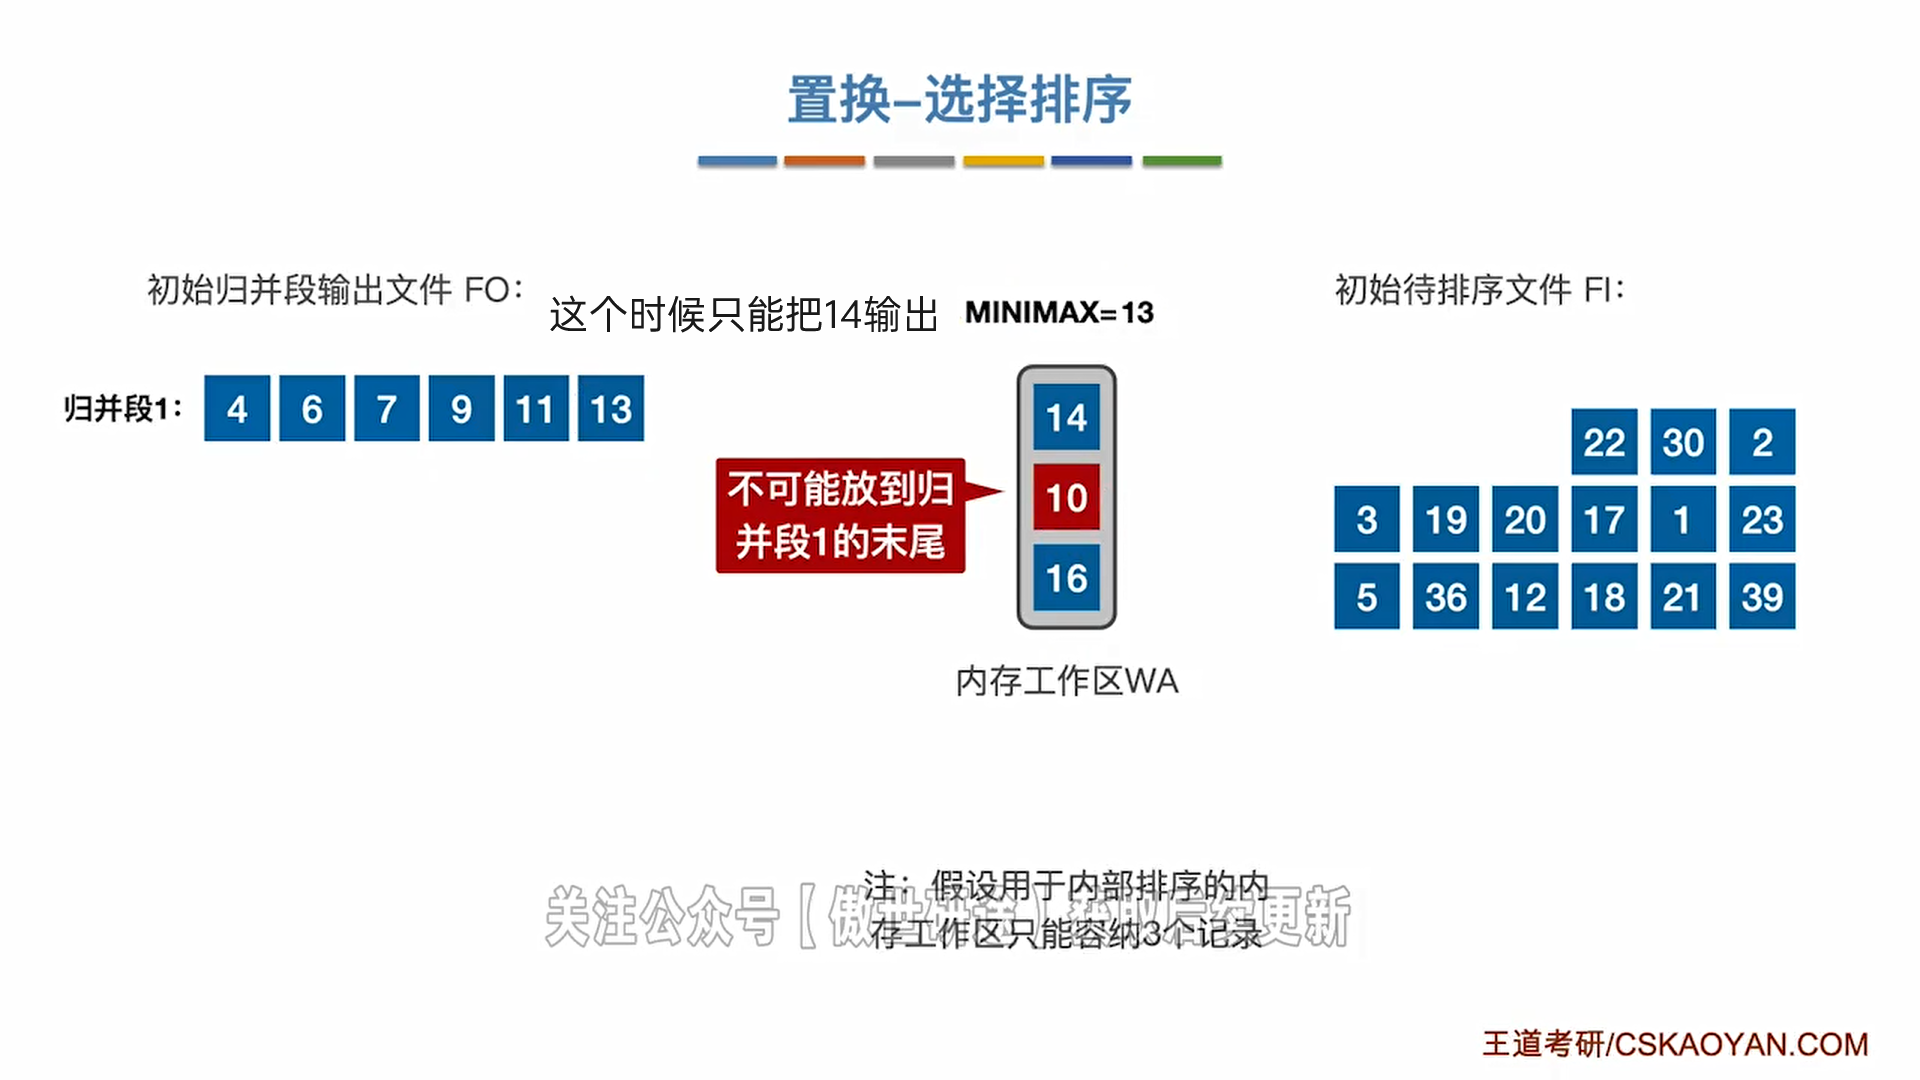 置换–选择排序
初始归并段输出文件 FO：
这个时候只能把14输出
MINIMAX=13
初始待排序文件 FI：
归并段1：
4 6 7 9 11 13
14
10
16
不可能放到归
并段1的末尾
22 30 2
3 19 20 17 1 23
5 36 12 18 21 39
内存工作区WA
注：假设用于内部排序的内
存工作区只能容纳3个记录
关注公众号【傲世研途】获取后续更新
王道考研/CSKAOYAN.COM